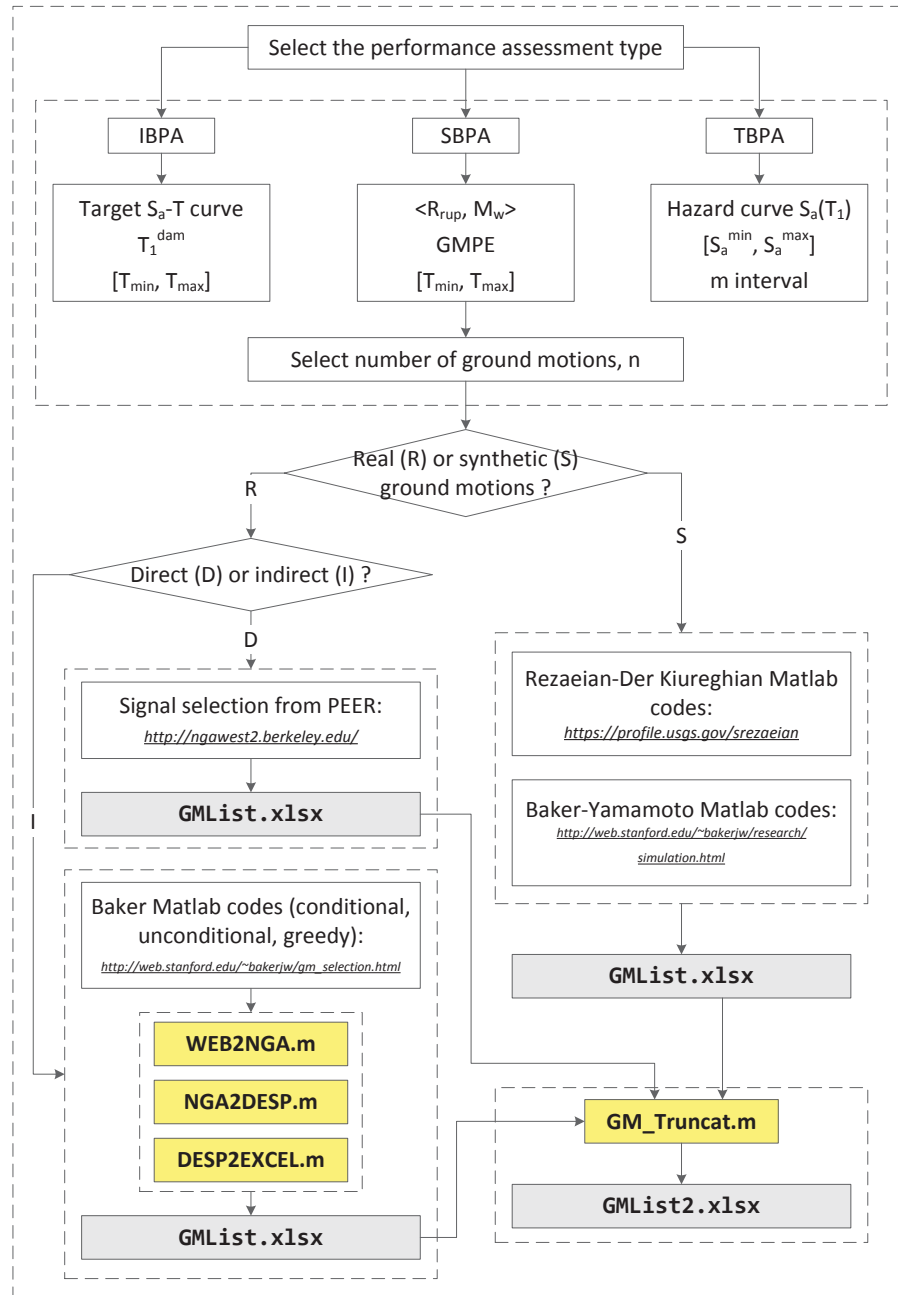 Select the performance assessment type
IBPA
SBPA
TBPA
Target Sa-T curve
T1dam
[Tmin, Tmax]
<Rrup, Mw>
GMPE
[Tmin, Tmax]
Hazard curve Sa(T1)
[Samin, Samax]
m interval
Select number of ground motions, n
Real (R) or synthetic (S)
ground motions ?
R
S
Direct (D) or indirect (I) ?
D
I
Signal selection from PEER:
http://ngawest2.berkeley.edu/
GMList.xlsx
Rezaeian-Der Kiureghian Matlab
codes:
https://profile.usgs.gov/srezaeian
Baker-Yamamoto Matlab codes:
http://web.stanford.edu/~bakerjw/research/
simulation.html
GMList.xlsx
Baker Matlab codes (conditional,
unconditional, greedy):
http://web.stanford.edu/~bakerjw/gm_selection.html
WEB2NGA.m
NGA2DESP.m
DESP2EXCEL.m
GMList.xlsx
GM_Truncat.m
GMList2.xlsx